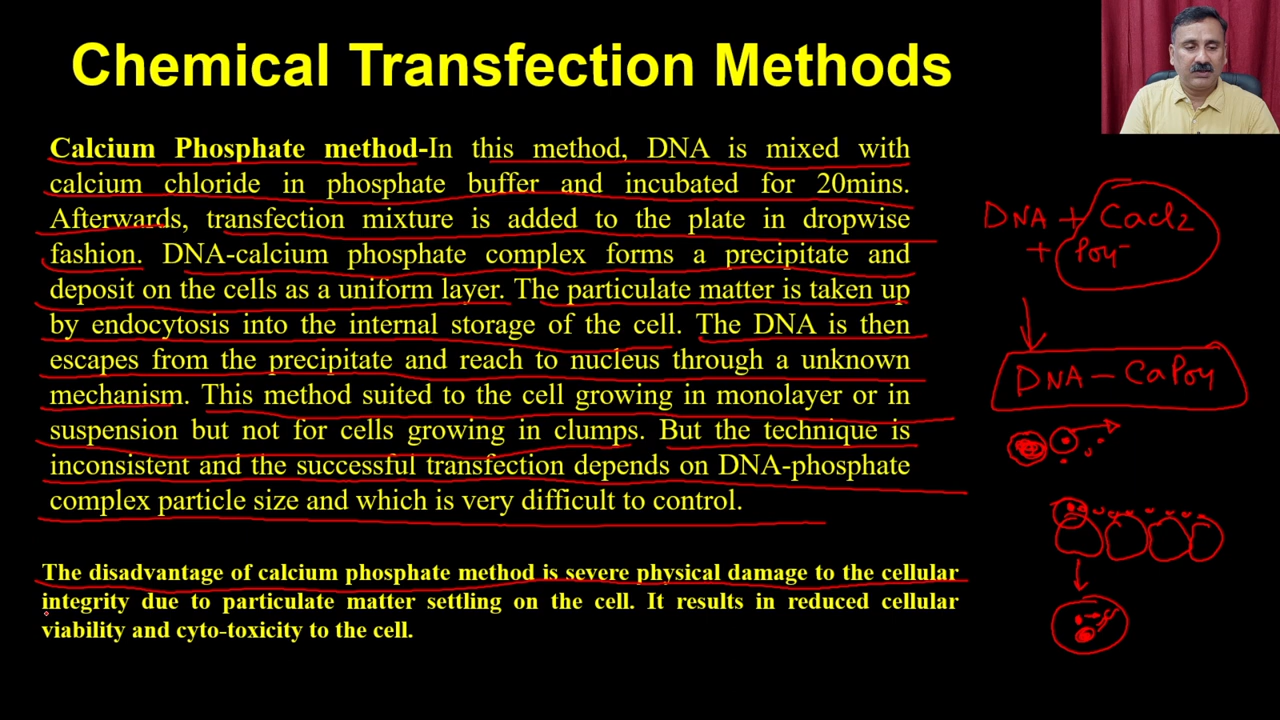 Chemical Transfection Methods
Calcium Phosphate method-In this method, DNA is mixed with
calcium chloride in phosphate buffer and incubated for 20mins.
Afterwards, transfection mixture is added to the plate in dropwise
fashion. DNA-calcium phosphate complex forms a precipitate and
deposit on the cells as a uniform layer. The particulate matter is taken up
by endocytosis into the internal storage of the cell. The DNA is then
escapes from the precipitate and reach to nucleus through a unknown
mechanism. This method suited to the cell growing in monolayer or in
suspension but not for cells growing in clumps. But the technique is
inconsistent and the successful transfection depends on DNA-phosphate
complex particle size and which is very difficult to control.
The disadvantage of calcium phosphate method is severe physical damage to the cellular
integrity due to particulate matter settling on the cell. It results in reduced cellular
viability and cyto-toxicity to the cell.
DNA + CaCl2
+ PO4-
DNA - CaPO4